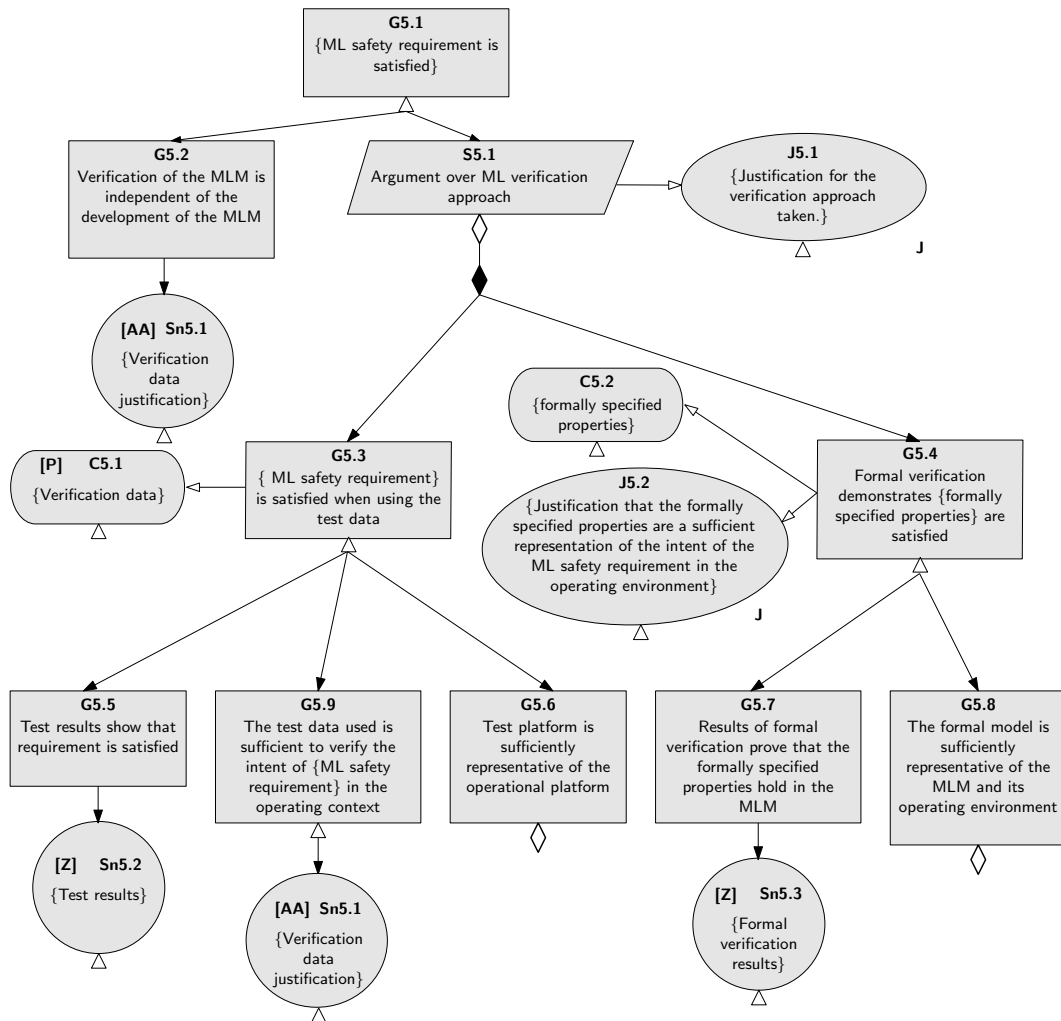 G5.1
{ML safety requirement is
satisfied}
G5.2
Verification of the MLM is
independent of the
development of the MLM
S5.1
Argument over ML verification
approach
J5.1
{Justification for the
verification approach
taken.}
J
[AA] Sn5.1
{Verification
data
justification}
C5.2
{formally specified
properties}
[P] C5.1
{Verification data}
G5.3
{ ML safety requirement}
is satisfied when using the
test data
J5.2
{Justification that the formally
specified properties are a sufficient
representation of the intent of the
ML safety requirement in the
operating environment}
J
G5.4
Formal verification
demonstrates {formally
specified properties} are
satisfied
G5.5
Test results show that
requirement is satisfied
G5.9
The test data used is
sufficient to verify the
intent of {ML safety
requirement} in the
operating context
G5.6
Test platform is
sufficiently
representative of the
operational platform
G5.7
Results of formal
verification prove that the
formally specified
properties hold in the
MLM
G5.8
The formal model is
sufficiently
representative of the
MLM and its
operating environment
[Z] Sn5.2
{Test results}
[AA] Sn5.1
{Verification
data
justification}
[Z] Sn5.3
{Formal
verification
results}